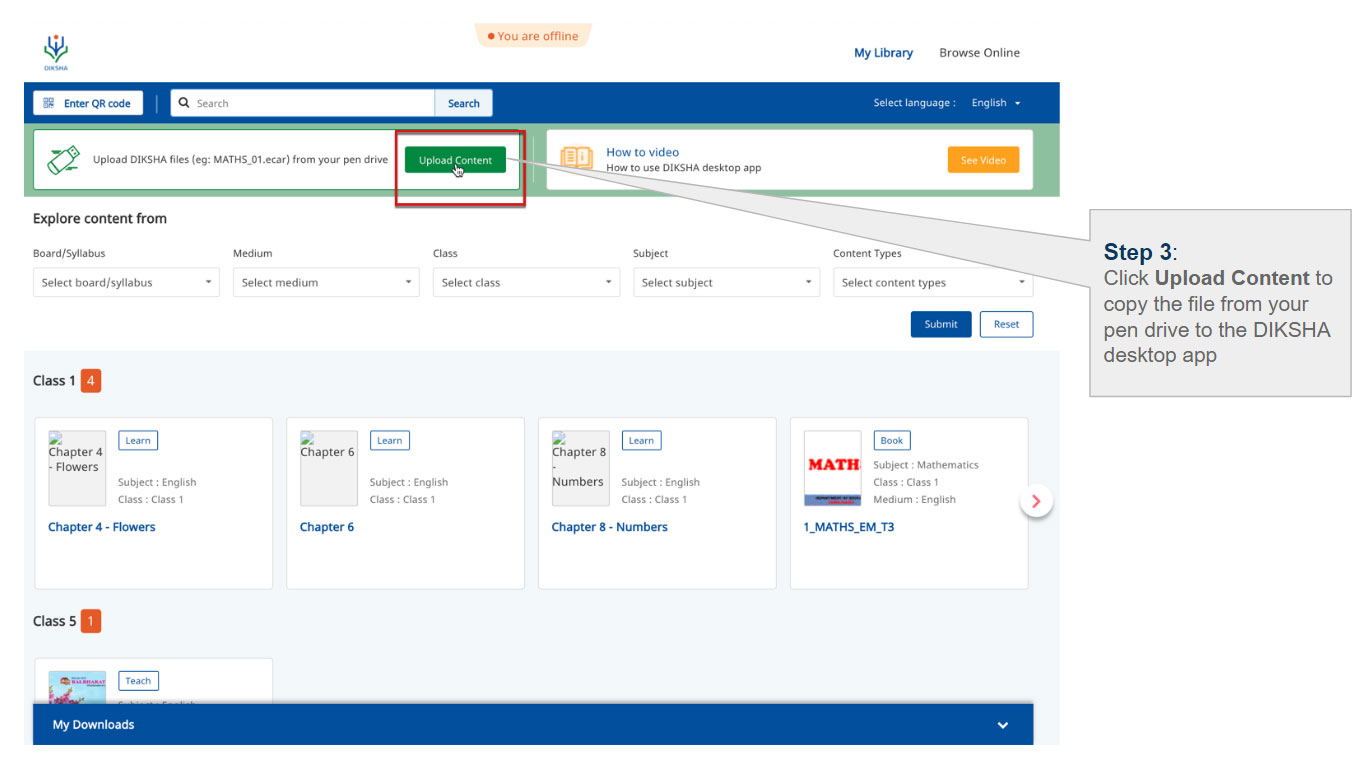 You are offline
DIKSHA
My Library Browse Online
Enter QR code Search Search Select language : English
Upload DIKSHA files (eg: MATHS_01.ecar) from your pen drive Upload Content
How to video
How to use DIKSHA desktop app
See Video
Explore content from
Board/Syllabus Medium Class Subject Content Types
Select board/syllabus Select medium Select class Select subject Select content types
Submit Reset
Step 3:
Click Upload Content to
copy the file from your
pen drive to the DIKSHA
desktop app
Class 1 4
Chapter 4
- Flowers
Learn
Subject : English
Class : Class 1
Chapter 4 - Flowers
Chapter 6
Learn
Subject : English
Class : Class 1
Chapter 6
Chapter 8
-
Numbers
Learn
Subject : English
Class : Class 1
Chapter 8 - Numbers
MATH
Book
Subject : Mathematics
Class : Class 1
Medium : English
1_MATHS_EM_T3
Class 5 1
BALBHARAT
Teach
Subject : English
My Downloads